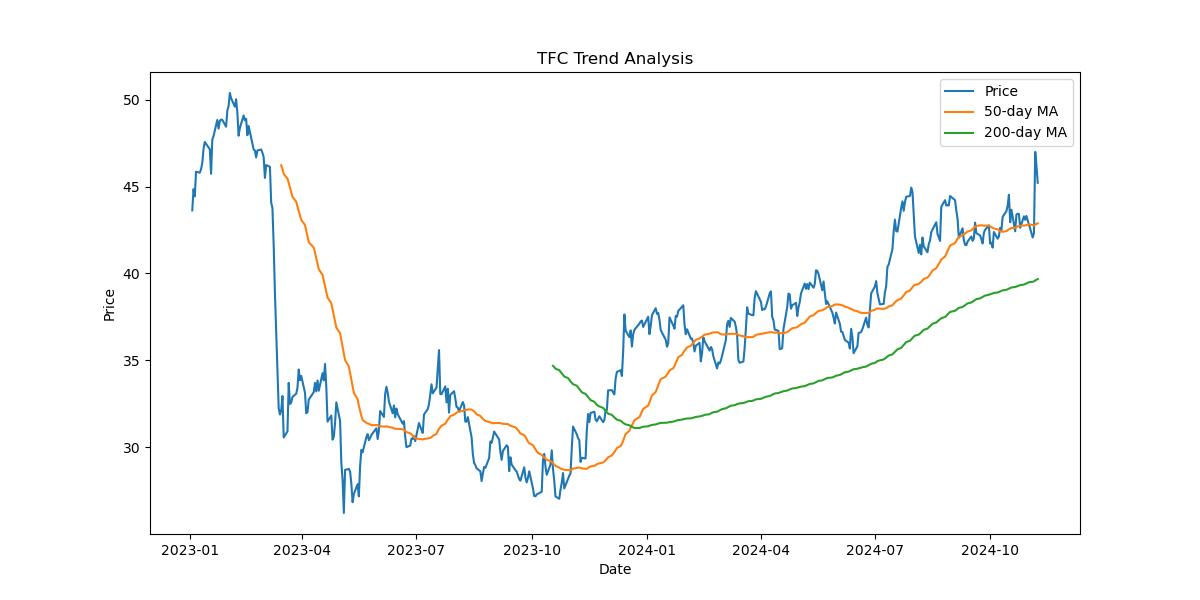 TFC Trend Analysis
Price
50-day MA
200-day MA
Price
50
45
40
35
30
2023-01
2023-04
2023-07
2023-10
2024-01
2024-04
2024-07
2024-10
Date